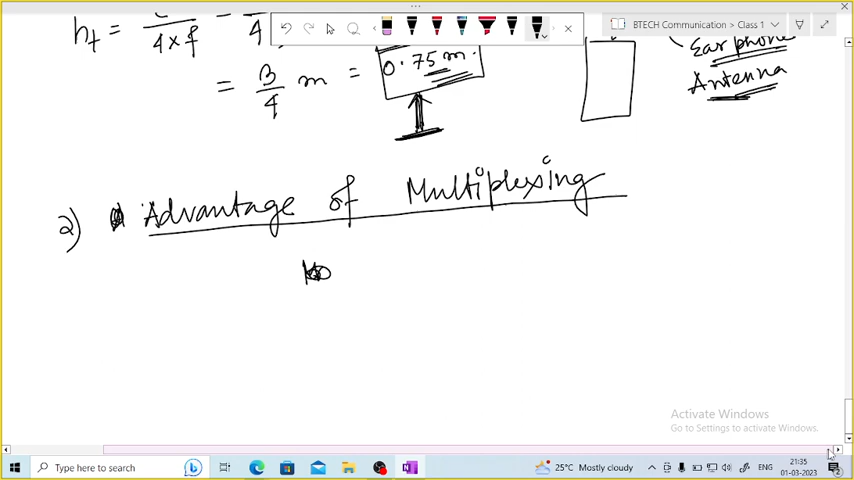 BTECH Communication > Class 1
h_t =
4 × f
4
= 3/4 m = 0.75 m.
Ear phone
Antenna
2) Advantage of Multiplexing
Activate Windows
Go to Settings to activate Windows.
Type here to search
25°C Mostly cloudy
ENG
21:35
01-03-2023
2